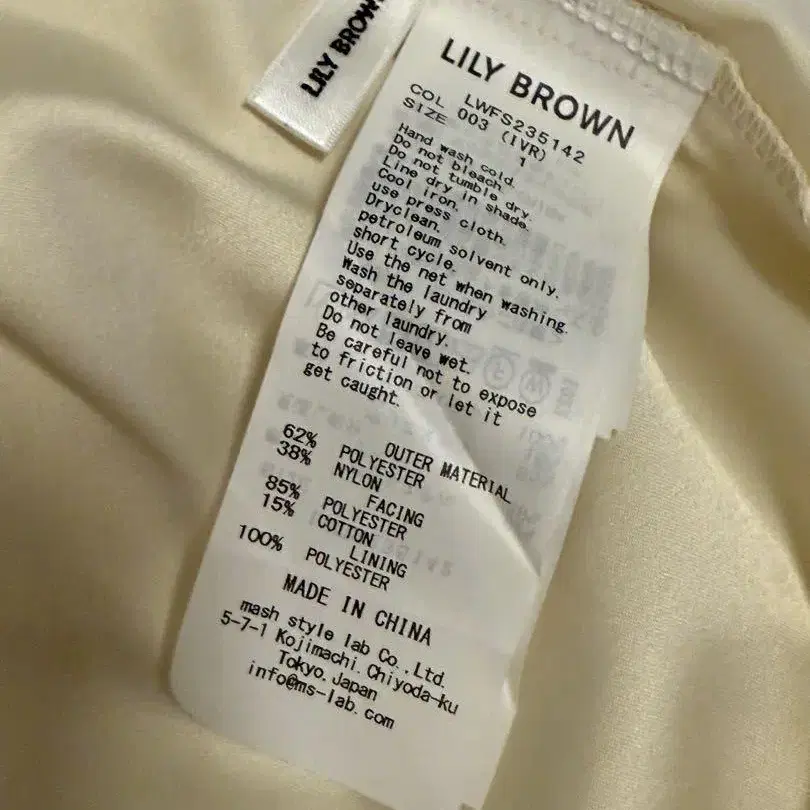 LILY BROWN
LILY BROWN
LWFS235142
COL 003 (IVR)
SIZE 1
Hand wash cold.
Do not bleach.
Do not tumble dry.
Line dry in shade.
Cool iron.
use press cloth.
Dryclean.
petroleum solvent only.
short cycle.
Use the net when washing.
Wash the laundry
separately from
other laundry.
Do not leave wet.
Be careful not to expose
to friction or let it
get caught.
OUTER MATERIAL
62% POLYESTER
38% NYLON
FACING
85% POLYESTER
15% COTTON
LINING
100% POLYESTER
MADE IN CHINA
mash style lab Co.,Ltd.
5-7-1 Kojimachi.Chiyoda-ku
Tokyo.Japan
info@ms-lab.com